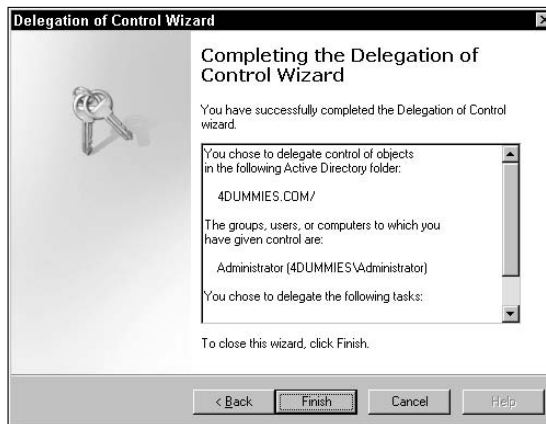 Delegation of Control Wizard
Completing the Delegation of
Control Wizard
You have successfully completed the Delegation of Control
wizard.
You chose to delegate control of objects
in the following Active Directory folder:
4DUMMIES.COM/
The groups, users, or computers to which you
have given control are:
Administrator (4DUMMIES\Administrator)
You chose to delegate the following tasks:
To close this wizard, click Finish.
< Back
Finish
Cancel
Help